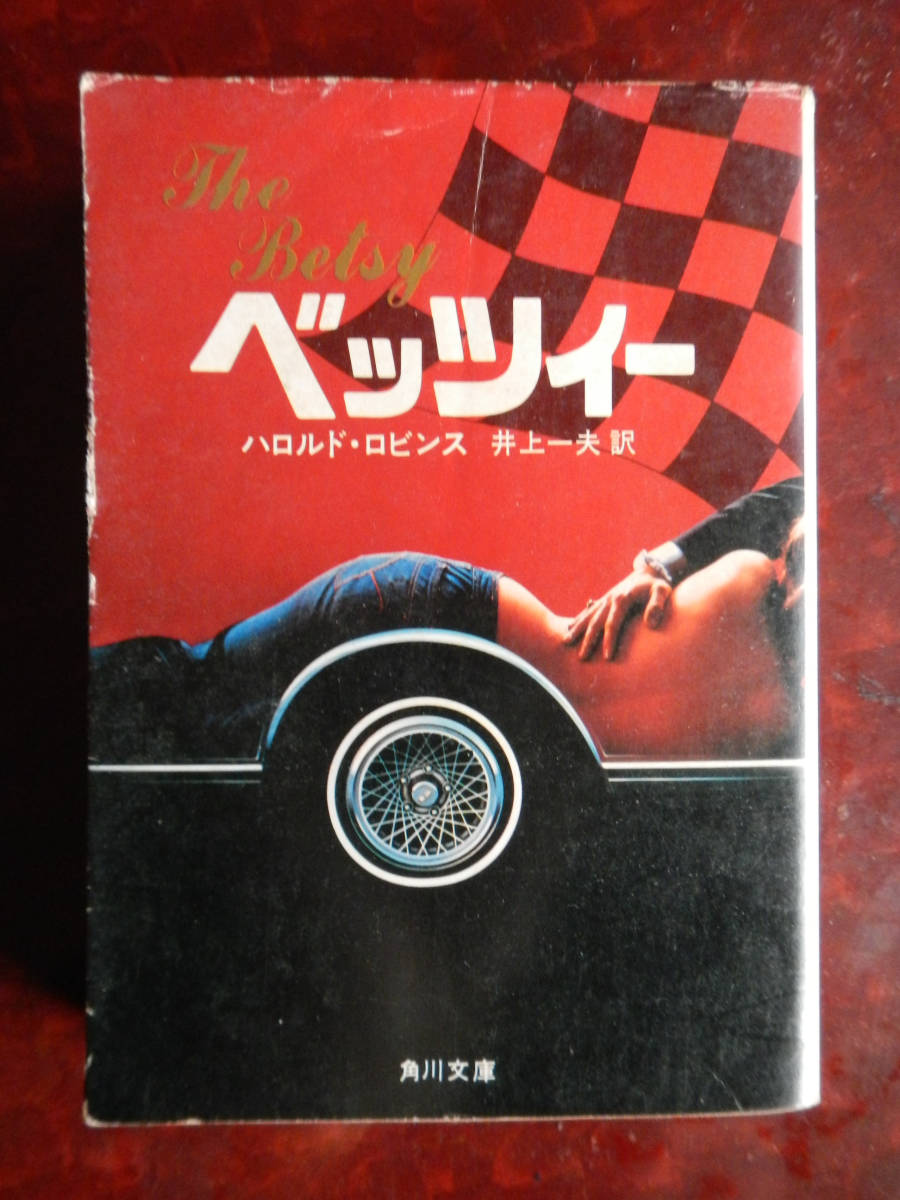 The
Betsy
ベッツィー
ハロルド・ロビンス 井上一夫 訳
角川文庫